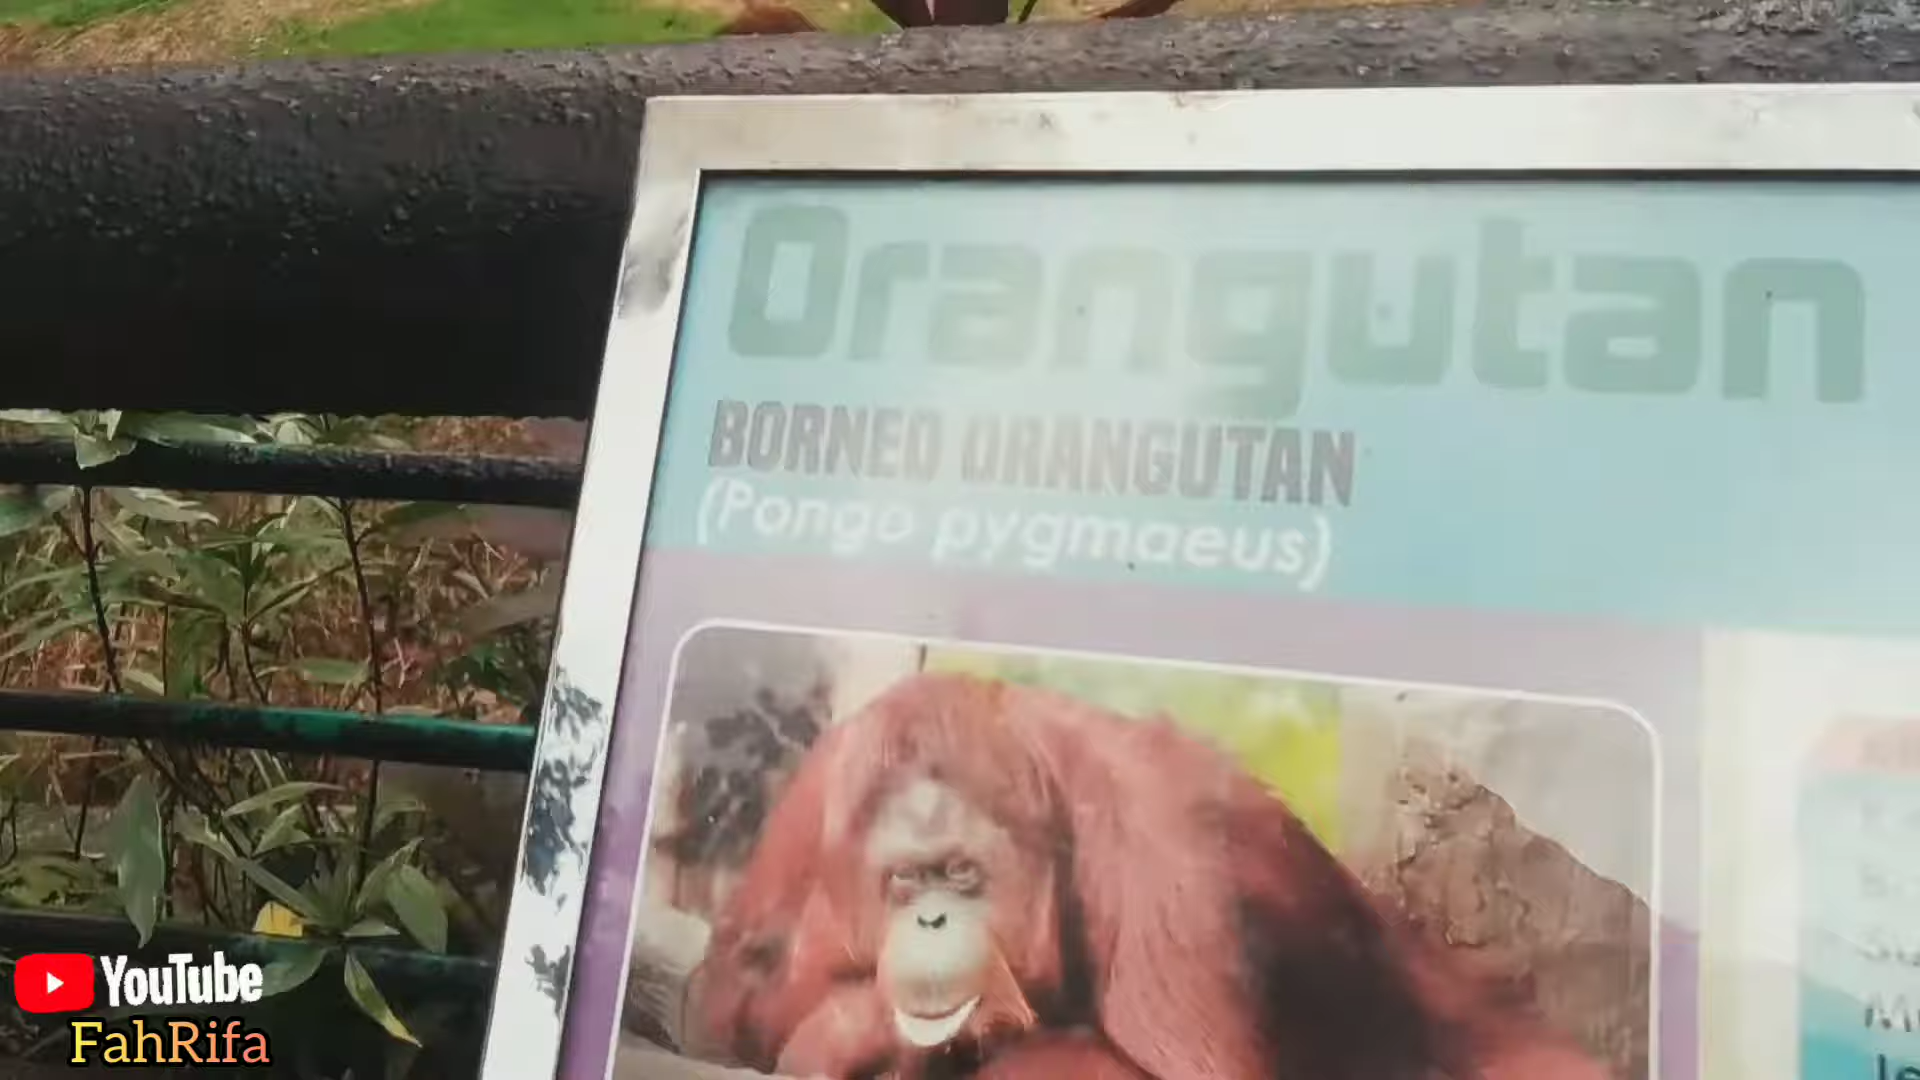 Orangutan
BORNEO ORANGUTAN
(Pongo pygmaeus)
YouTube
FahRifa